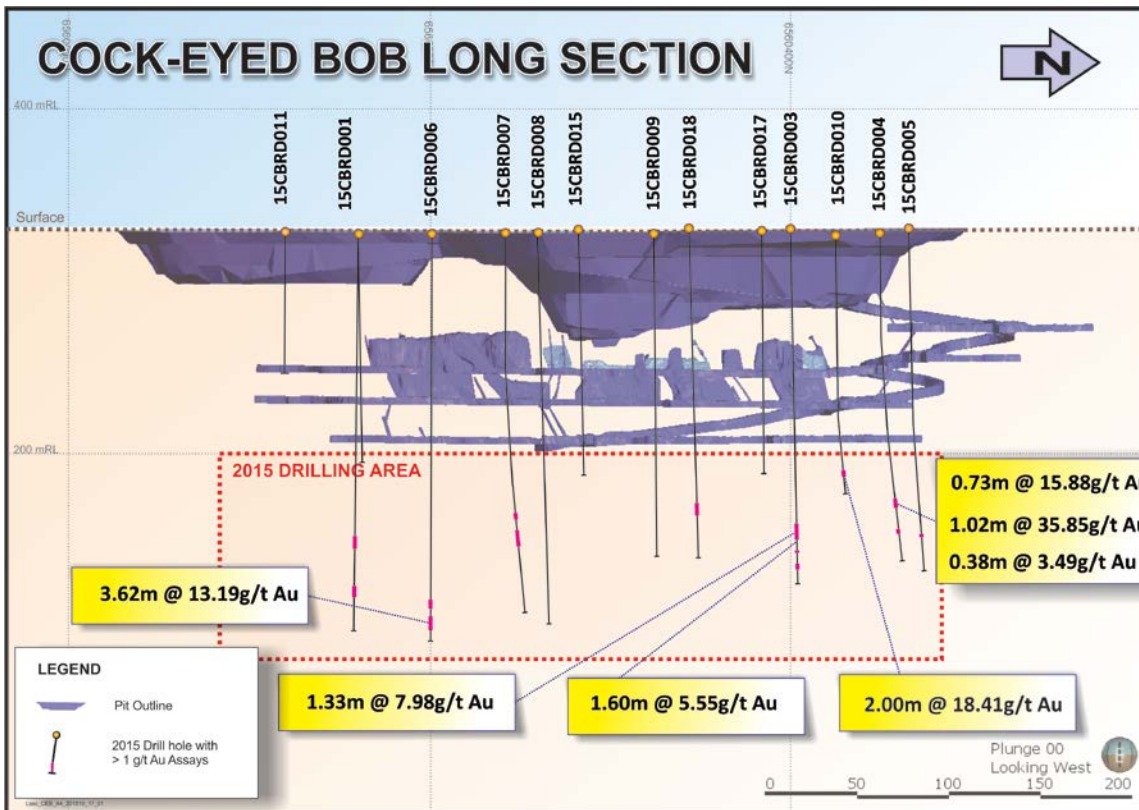 COCK-EYED BOB LONG SECTION
N
6560400N
400 mRL
15CBRD011
15CBRD001
15CBRD006
15CBRD007
15CBRD008
15CBRD015
15CBRD009
15CBRD018
15CBRD017
15CBRD003
15CBRD010
15CBRD004
15CBRD005
Surface
200 mRL
2015 DRILLING AREA
0.73m @ 15.88g/t Au
1.02m @ 35.85g/t Au
0.38m @ 3.49g/t Au
3.62m @ 13.19g/t Au
1.33m @ 7.98g/t Au
1.60m @ 5.55g/t Au
2.00m @ 18.41g/t Au
LEGEND
Pit Outline
2015 Drill hole with
> 1 g/t Au Assays
Plunge 00
Looking West
0 50 100 150 200